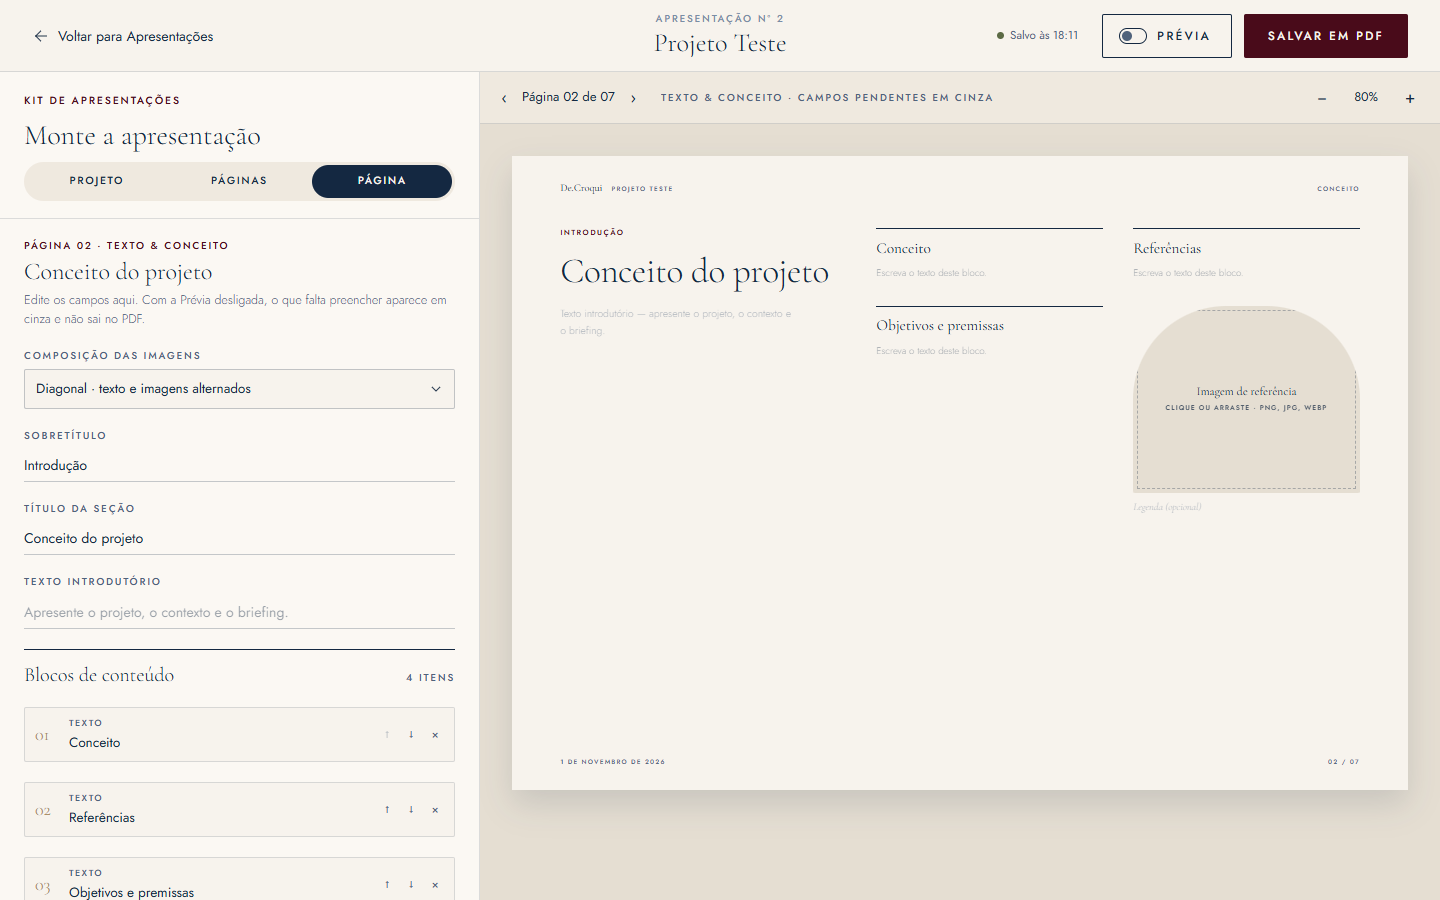 Voltar para Apresentações
APRESENTAÇÃO Nº 2
Projeto Teste
Salvo às 18:11
PRÉVIA
SALVAR EM PDF
KIT DE APRESENTAÇÕES
Monte a apresentação
PROJETO
PÁGINAS
PÁGINA
PÁGINA 02 · TEXTO & CONCEITO
Conceito do projeto
Edite os campos aqui. Com a Prévia desligada, o que falta preencher aparece em
cinza e não sai no PDF.
COMPOSIÇÃO DAS IMAGENS
Diagonal · texto e imagens alternados
SOBRETÍTULO
Introdução
TÍTULO DA SEÇÃO
Conceito do projeto
TEXTO INTRODUTÓRIO
Apresente o projeto, o contexto e o briefing.
Blocos de conteúdo
4 ITENS
01
TEXTO
Conceito
↑ ↓ ×
02
TEXTO
Referências
↑ ↓ ×
03
TEXTO
Objetivos e premissas
↑ ↓ ×
‹ Página 02 de 07 ›
TEXTO & CONCEITO · CAMPOS PENDENTES EM CINZA
− 80% +
De.Croqui PROJETO TESTE
CONCEITO
INTRODUÇÃO
Conceito do projeto
Texto introdutório — apresente o projeto, o contexto e
o briefing.
Conceito
Escreva o texto deste bloco.
Referências
Escreva o texto deste bloco.
Objetivos e premissas
Escreva o texto deste bloco.
Imagem de referência
CLIQUE OU ARRASTE · PNG, JPG, WEBP
Legenda (opcional)
1 DE NOVEMBRO DE 2026
02 / 07